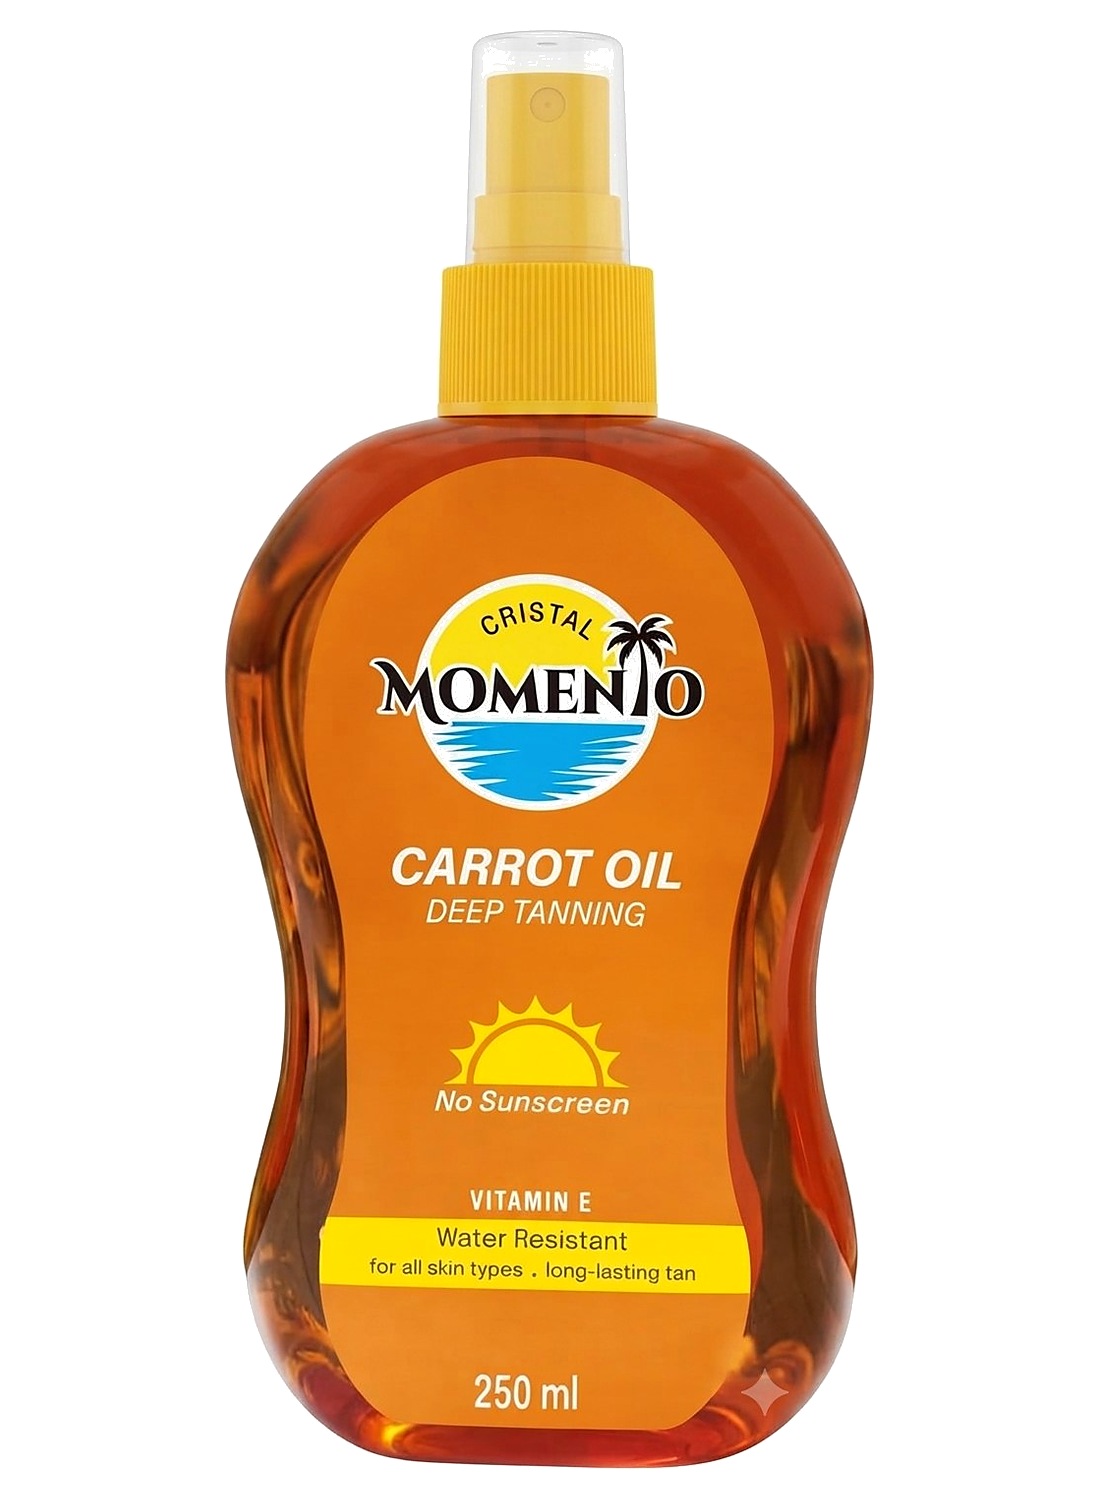 CRISTAL
MOMENTO
CARROT OIL
DEEP TANNING
No Sunscreen
VITAMIN E
Water Resistant
for all skin types . long-lasting tan
250 ml